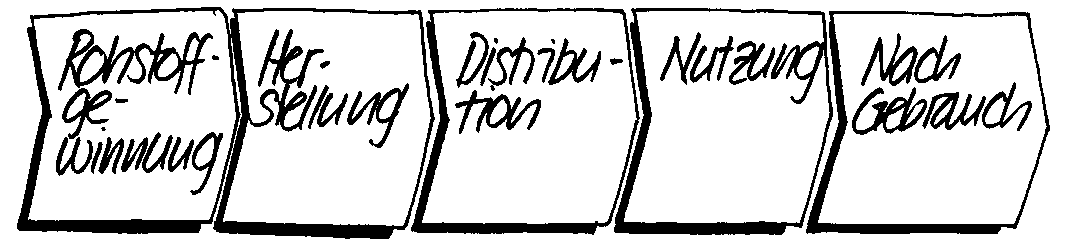 Rohstoff-
ge-
winnung
Her-
stellung
Distribu-
tion
Nutzung
Nach
Gebrauch